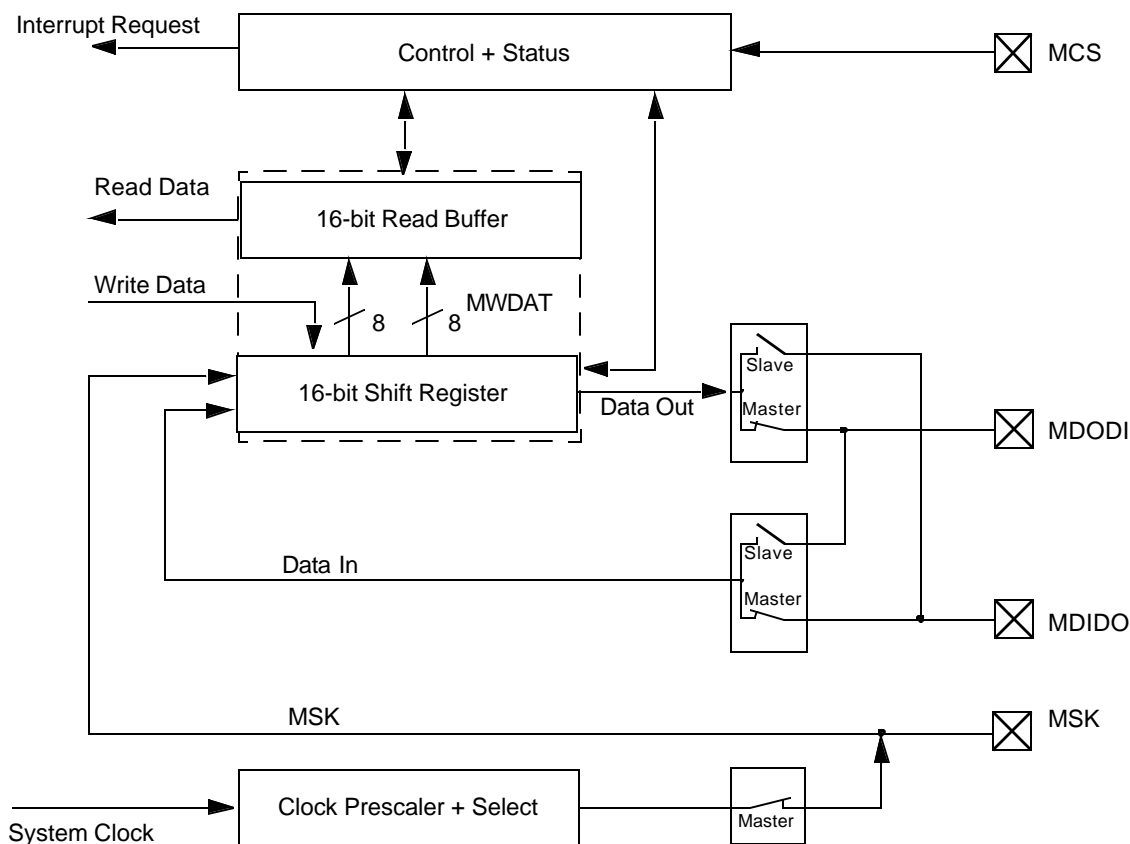 Interrupt Request
Control + Status
MCS
Read Data
16-bit Read Buffer
Write Data
MWDAT
8
8
Slave
16-bit Shift Register
Data Out
Master
MDODI
Slave
Data In
Master
MDIDO
MSK
MSK
Clock Prescaler + Select
Master
System Clock